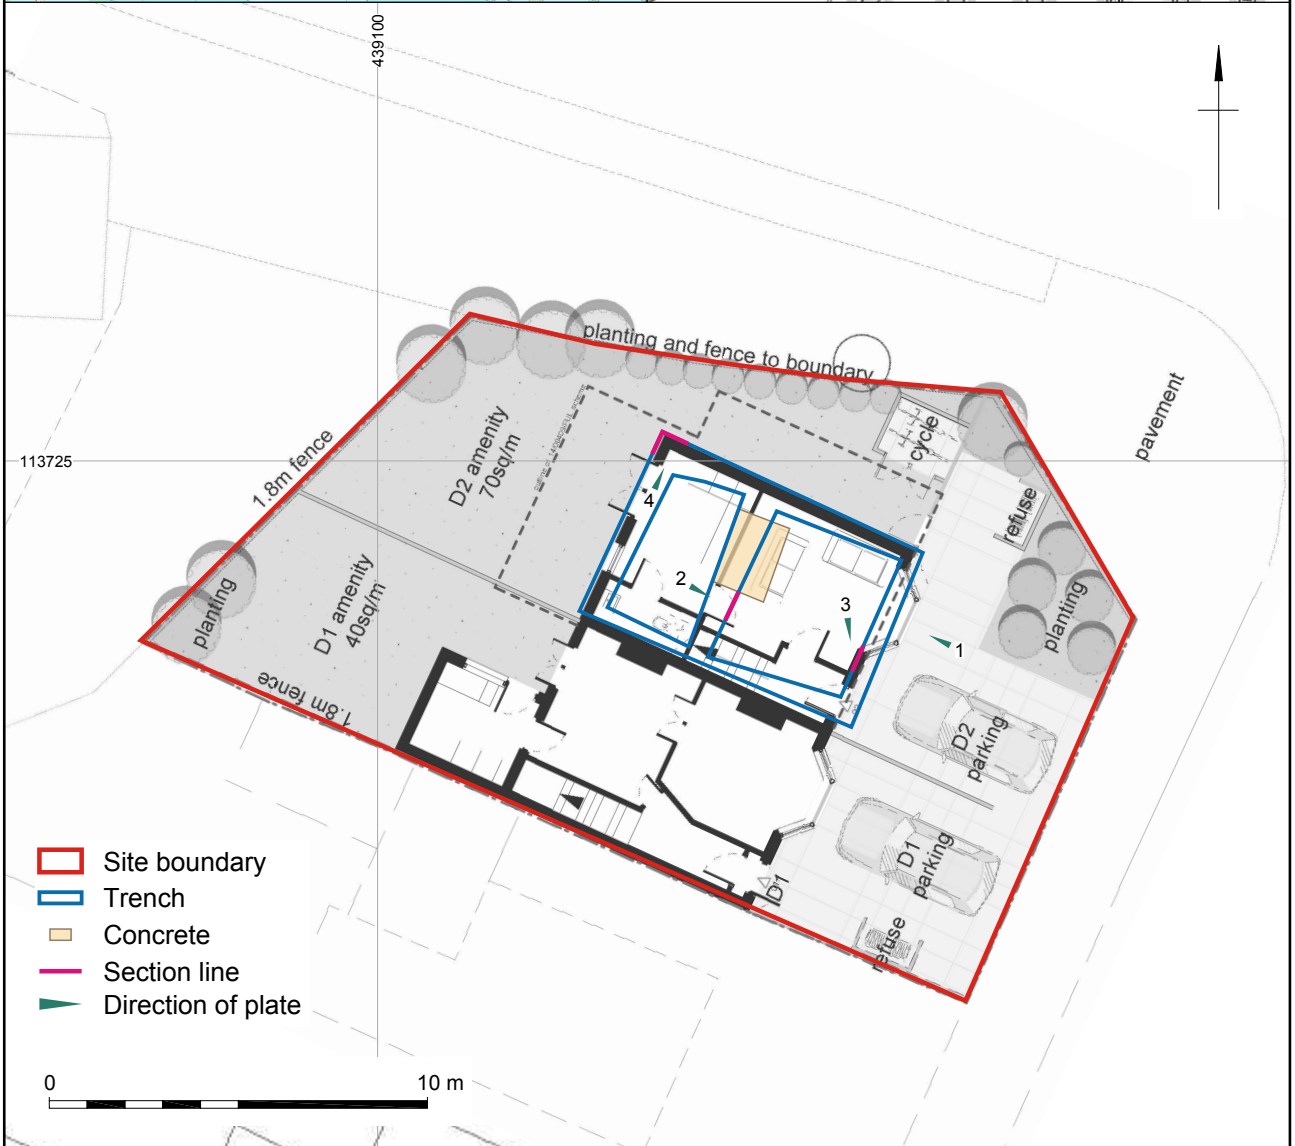 439100
113725
planting and fence to boundary
pavement
1.8m fence
D2 amenity
70sq/m
cycle
refuse
4
2
3
1
planting
D1 amenity
40sq/m
planting
1.8m fence
D2
parking
D1
parking
D1
refuse
Site boundary
Trench
Concrete
Section line
Direction of plate
0
10 m